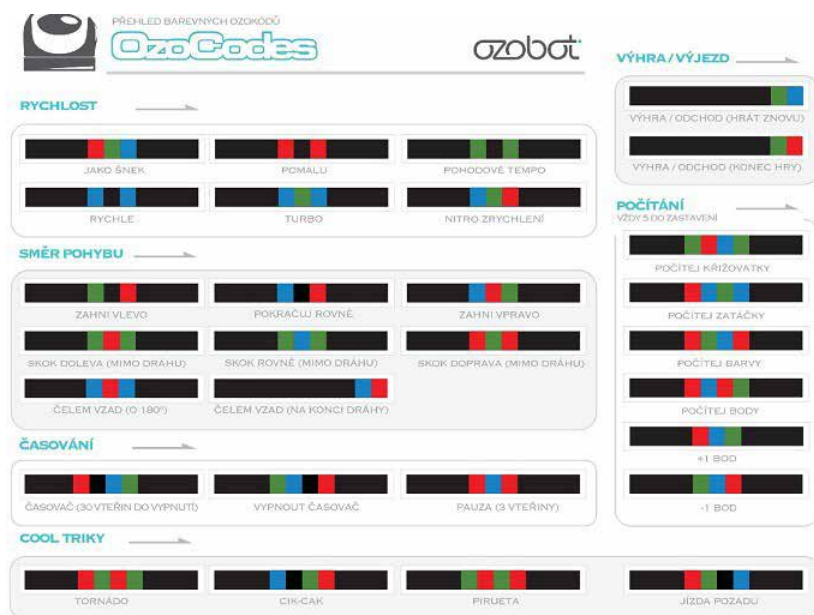 PŘEHLED BAREVNÝCH OZOKÓDŮ
OzoCodes
ozobot
RYCHLOST
JAKO ŠNEK
POMALU
POHODOVÉ TEMPO
RYCHLE
TURBO
NITRO ZRYCHLENÍ
SMĚR POHYBU
ZAHNI VLEVO
POKRAČUJ ROVNĚ
ZAHNI VPRAVO
SKOK DOLEVA (MIMO DRÁHU)
SKOK ROVNĚ (MIMO DRÁHU)
SKOK DOPRAVA (MIMO DRÁHU)
ČELEM VZAD (O 180°)
ČELEM VZAD (NA KONCI DRÁHY)
ČASOVÁNÍ
ČASOVAČ (30 VTEŘIN DO VYPNUTÍ)
VYPNOUT ČASOVAČ
PAUZA (3 VTEŘINY)
COOL TRIKY
TORNÁDO
CIK-CAK
PIRUETA
JÍZDA POZADU
VÝHRA/VÝJEZD
VÝHRA / ODCHOD (HRÁT ZNOVU)
VÝHRA / ODCHOD (KONEC HRY)
POČÍTÁNÍ
VŽDY 5 DO ZASTAVENÍ
POČÍTEJ KŘIŽOVATKY
POČÍTEJ ZATÁČKY
POČÍTEJ BARVY
POČÍTEJ BODY
+1 BOD
-1 BOD